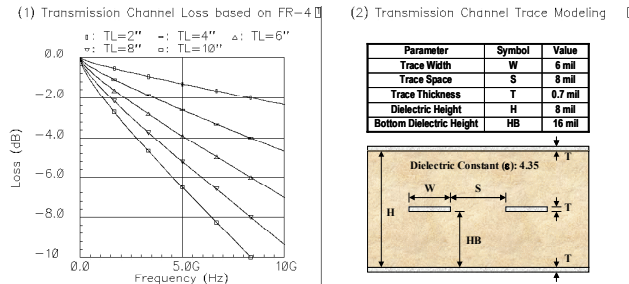 (1) Transmission Channel Loss based on FR-4
▯: TL=2" -: TL=4" △: TL=6"
▽: TL=8" □: TL=10"
0.0
-2.0
-4.0
-6.0
-8.0
-10
Loss (dB)
0.0 5.0G 10G
Frequency (Hz)
(2) Transmission Channel Trace Modeling
Parameter Symbol Value
Trace Width W 6 mil
Trace Space S 8 mil
Trace Thickness T 0.7 mil
Dielectric Height H 8 mil
Bottom Dielectric Height HB 16 mil
Dielectric Constant (ε): 4.35
T
W S
H
T
HB
T